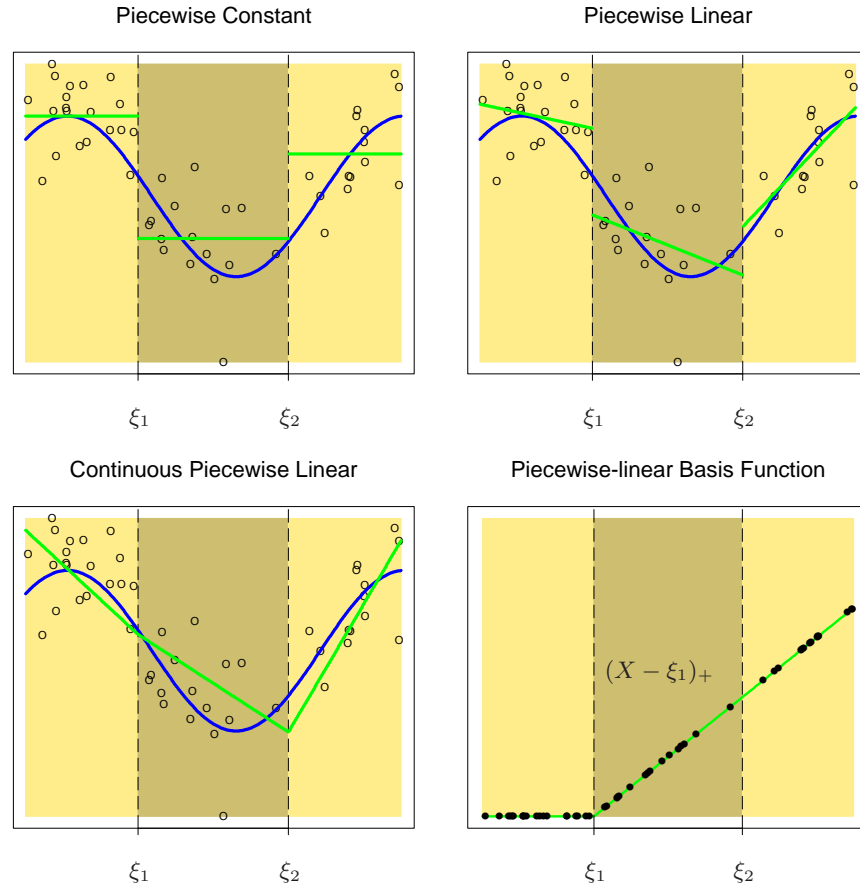 Piecewise Constant
Piecewise Linear
ξ1
ξ2
ξ1
ξ2
Continuous Piecewise Linear
Piecewise-linear Basis Function
(X − ξ1)+
ξ1
ξ2
ξ1
ξ2